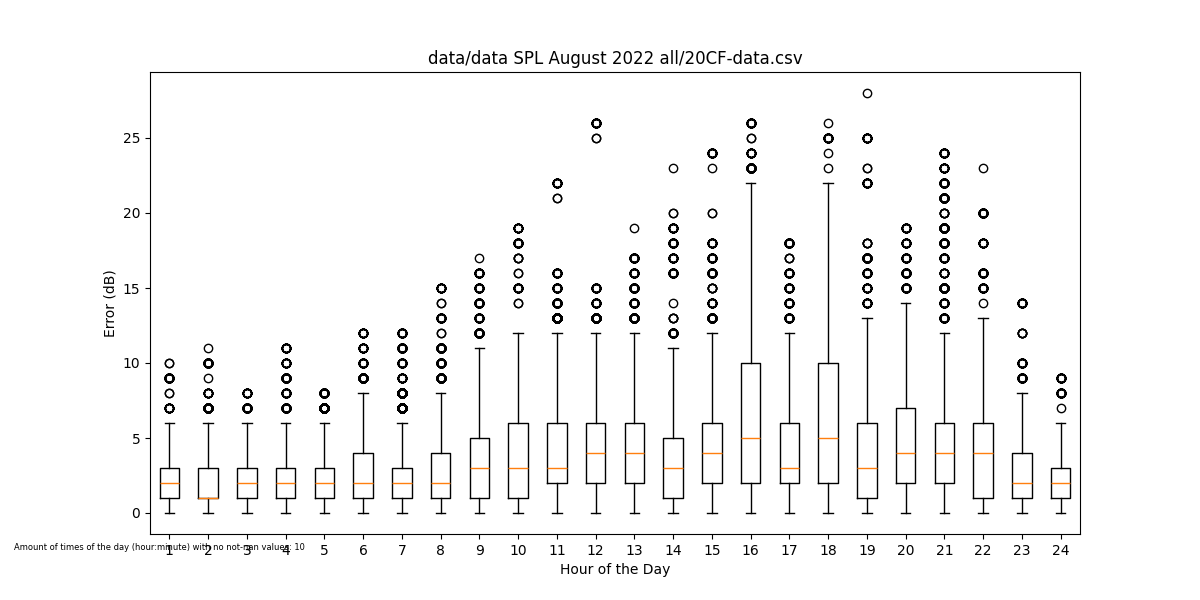 data/data SPL August 2022 all/20CF-data.csv
Error (dB)
25
20
15
10
5
0
Amount of times of the day (hour:minute) with no not-nan values: 10
1 2 3 4 5 6 7 8 9 10 11 12 13 14 15 16 17 18 19 20 21 22 23 24
Hour of the Day